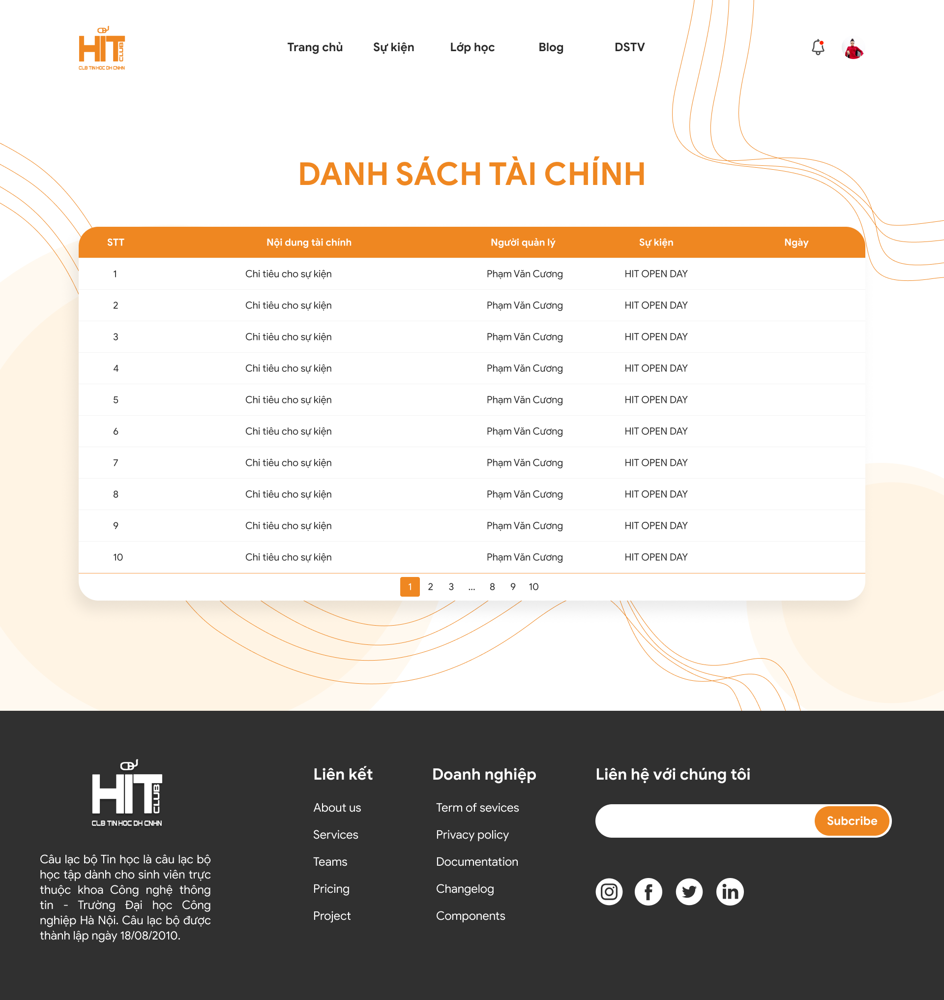 HIT CLUB
CLB TIN HOC DH CNHN
Trang chủ Sự kiện Lớp học Blog DSTV
DANH SÁCH TÀI CHÍNH
STT Nội dung tài chính Người quản lý Sự kiện Ngày
1 Chi tiêu cho sự kiện Phạm Văn Cương HIT OPEN DAY
2 Chi tiêu cho sự kiện Phạm Văn Cương HIT OPEN DAY
3 Chi tiêu cho sự kiện Phạm Văn Cương HIT OPEN DAY
4 Chi tiêu cho sự kiện Phạm Văn Cương HIT OPEN DAY
5 Chi tiêu cho sự kiện Phạm Văn Cương HIT OPEN DAY
6 Chi tiêu cho sự kiện Phạm Văn Cương HIT OPEN DAY
7 Chi tiêu cho sự kiện Phạm Văn Cương HIT OPEN DAY
8 Chi tiêu cho sự kiện Phạm Văn Cương HIT OPEN DAY
9 Chi tiêu cho sự kiện Phạm Văn Cương HIT OPEN DAY
10 Chi tiêu cho sự kiện Phạm Văn Cương HIT OPEN DAY
1 2 3 ... 8 9 10
HIT CLUB
CLB TIN HOC DH CNHN
Câu lạc bộ Tin học là câu lạc bộ
học tập dành cho sinh viên trực
thuộc khoa Công nghệ thông
tin - Trường Đại học Công
nghiệp Hà Nội. Câu lạc bộ được
thành lập ngày 18/08/2010.
Liên kết
About us
Services
Teams
Pricing
Project
Doanh nghiệp
Term of sevices
Privacy policy
Documentation
Changelog
Components
Liên hệ với chúng tôi
Subcribe